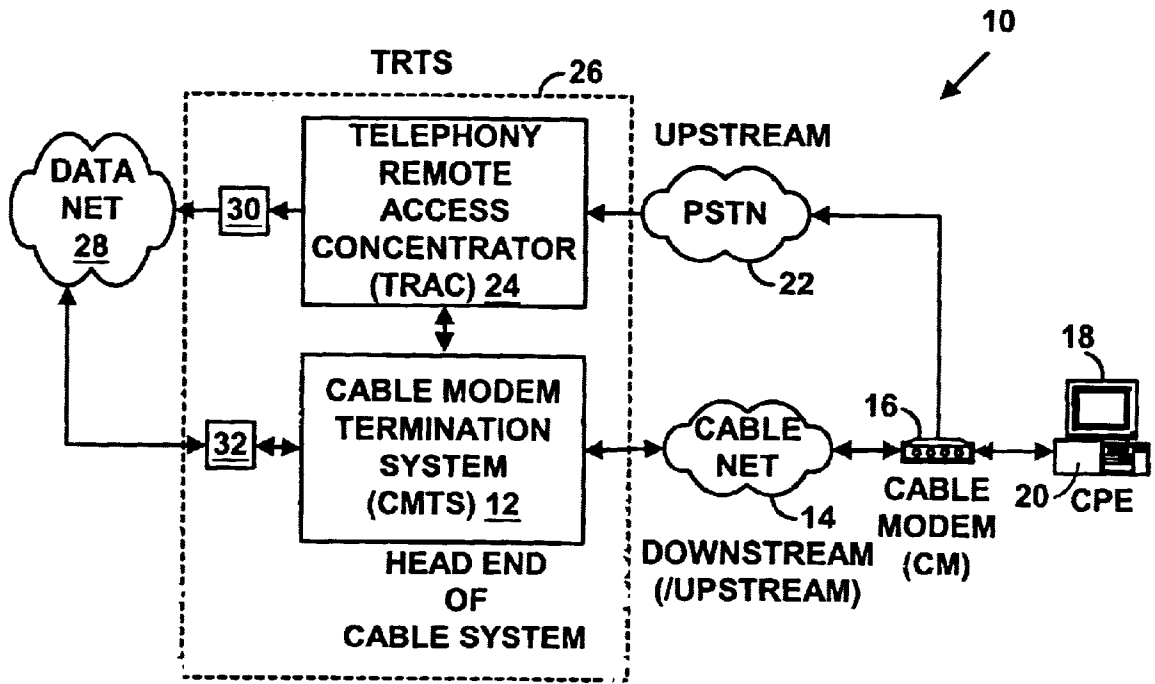 10
TRTS
26
TELEPHONY
REMOTE
ACCESS
CONCENTRATOR
(TRAC) 24
UPSTREAM
PSTN
22
DATA
NET
28
30
CABLE MODEM
TERMINATION
SYSTEM
(CMTS) 12
32
HEAD END
OF
CABLE SYSTEM
CABLE
NET
14
DOWNSTREAM
(/UPSTREAM)
16
CABLE
MODEM
(CM)
18
20
CPE